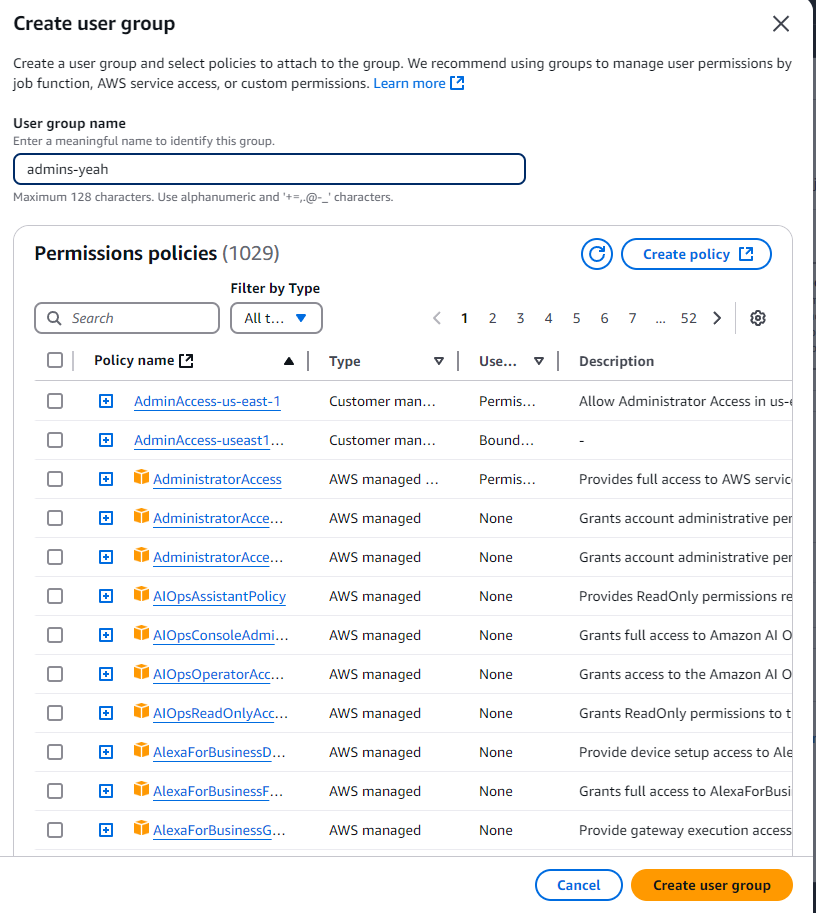 Create user group
Create a user group and select policies to attach to the group. We recommend using groups to manage user permissions by
job function, AWS service access, or custom permissions. Learn more
User group name
Enter a meaningful name to identify this group.
admins-yeah
Maximum 128 characters. Use alphanumeric and '+=,.@-_' characters.
Permissions policies (1029)
Create policy
Filter by Type
Search
All t...
1 2 3 4 5 6 7 ... 52
Policy name Type Use... Description
AdminAccess-us-east-1 Customer man... Permis... Allow Administrator Access in us-e
AdminAccess-useast1... Customer man... Bound... -
AdministratorAccess AWS managed ... Permis... Provides full access to AWS servic
AdministratorAcce... AWS managed None Grants account administrative per
AdministratorAcce... AWS managed None Grants account administrative per
AIOpsAssistantPolicy AWS managed None Provides ReadOnly permissions re
AIOpsConsoleAdmi... AWS managed None Grants full access to Amazon AI O
AIOpsOperatorAcc... AWS managed None Grants access to the Amazon AI O
AIOpsReadOnlyAcc... AWS managed None Grants ReadOnly permissions to t
AlexaForBusinessD... AWS managed None Provide device setup access to Ale
AlexaForBusinessF... AWS managed None Grants full access to AlexaForBusi
AlexaForBusinessG... AWS managed None Provide gateway execution access
Cancel
Create user group